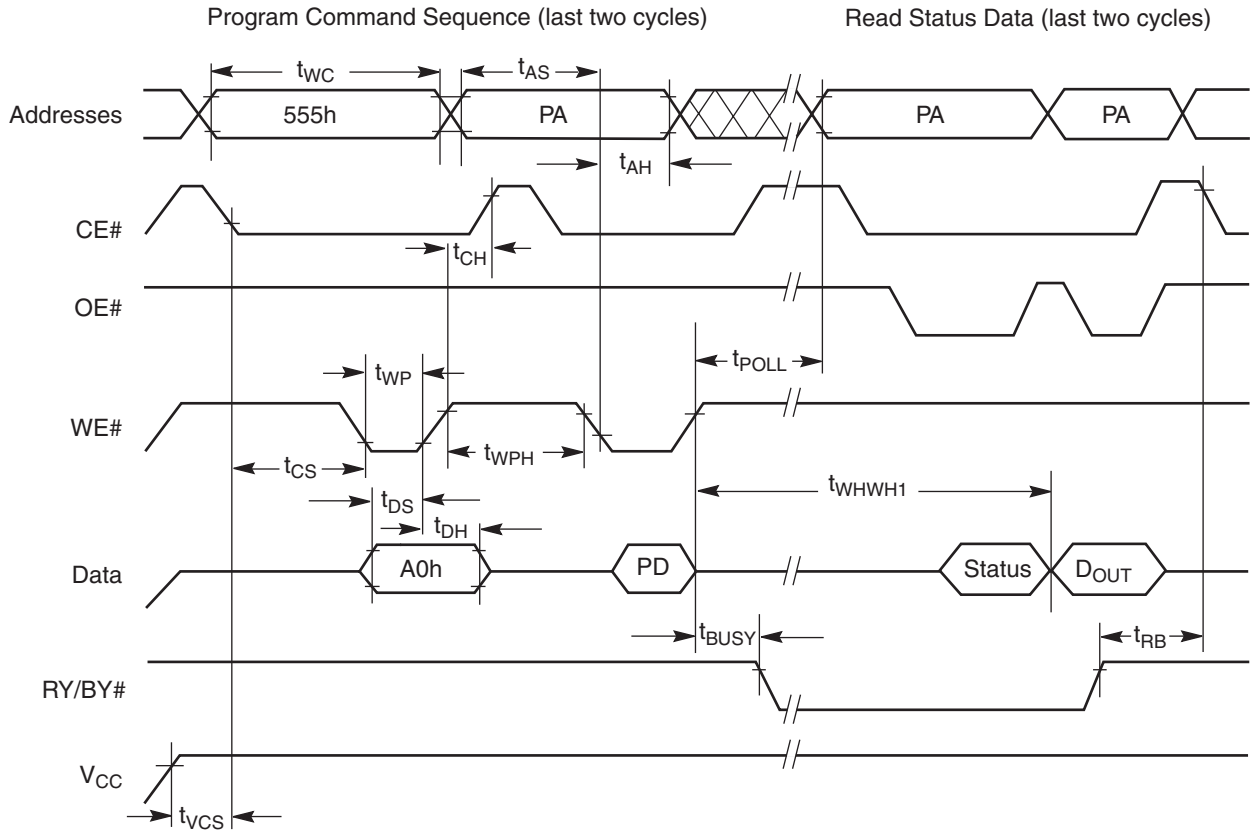 Program Command Sequence (last two cycles)
Read Status Data (last two cycles)
tWC
tAS
Addresses
555h
PA
PA
PA
tAH
CE#
tCH
OE#
tPOLL
tWP
WE#
tWPH
tCS
tWHWH1
tDS
tDH
Data
A0h
PD
Status
DOUT
tBUSY
tRB
RY/BY#
VCC
tVCS